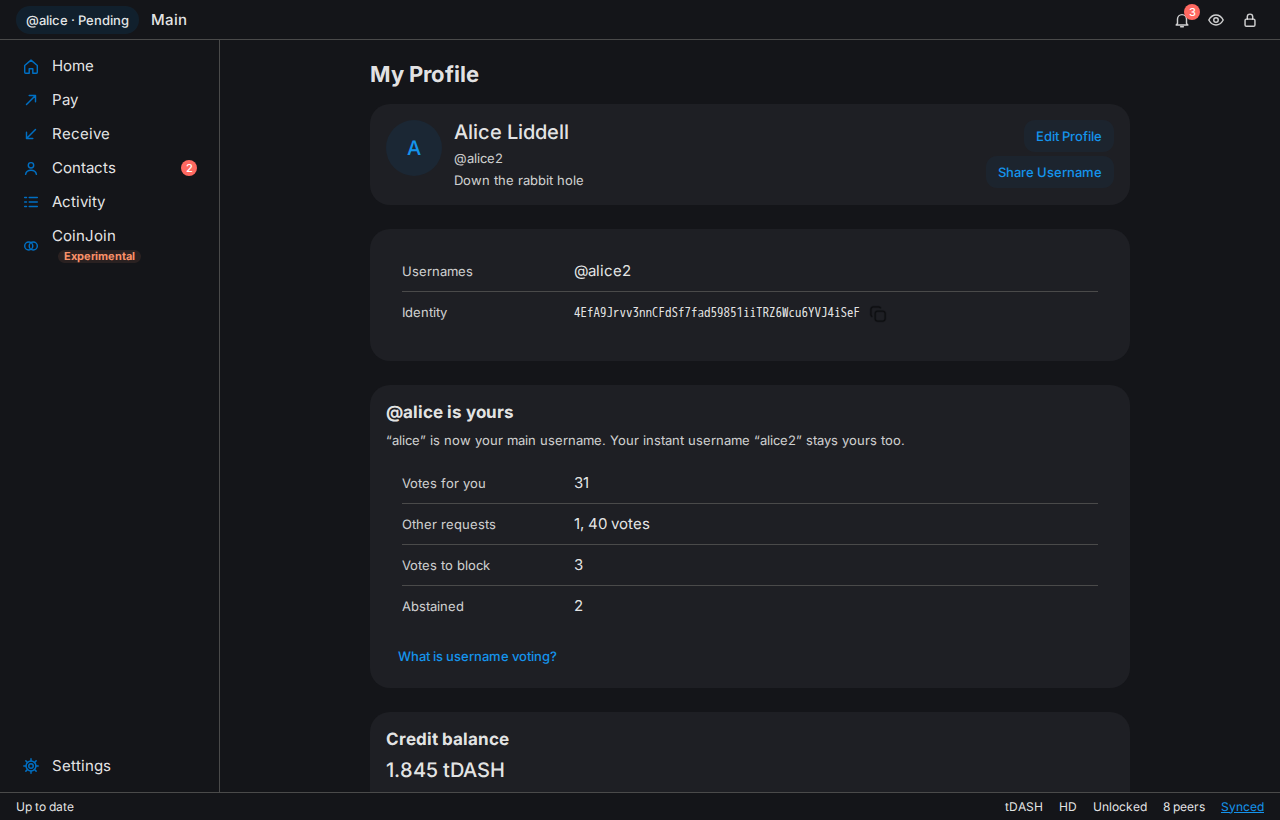 @alice · Pending
Main
3
Home
Pay
Receive
Contacts
2
Activity
CoinJoin
Experimental
Settings
My Profile
A
Alice Liddell
@alice2
Down the rabbit hole
Edit Profile
Share Username
Usernames
@alice2
Identity
4EfA9Jrvv3nnCFdSf7fad59851iiTRZ6Wcu6YVJ4iSeF
@alice is yours
“alice” is now your main username. Your instant username “alice2” stays yours too.
Votes for you
31
Other requests
1, 40 votes
Votes to block
3
Abstained
2
What is username voting?
Credit balance
1.845 tDASH
Up to date
tDASH
HD
Unlocked
8 peers
Synced